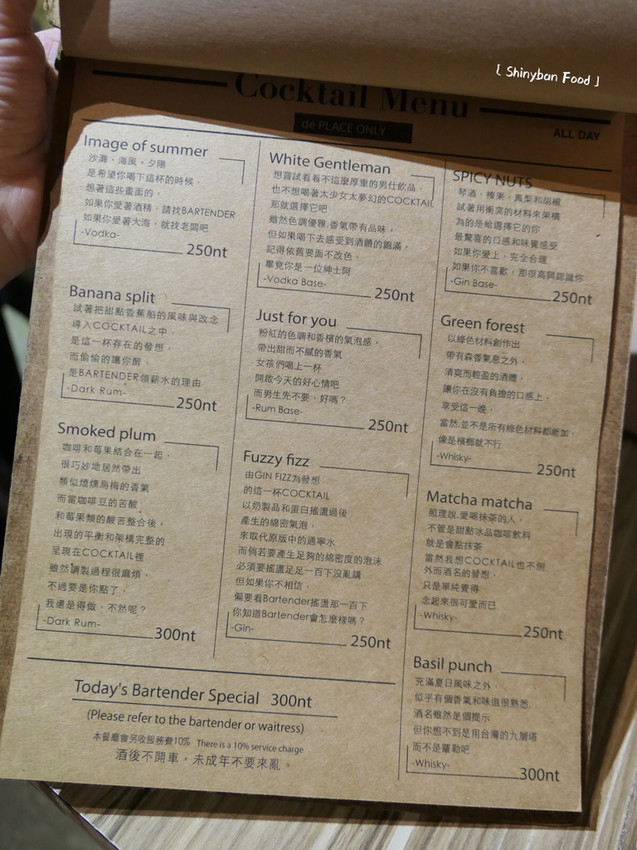 [ Shinyban Food ]
Cocktail Menu
de PLACE ONLY
ALL DAY
Image of summer
沙灘，海風，夕陽
是希望你喝下這杯的時候，
想著這些畫面的，
如果你愛著酒精，請找BARTENDER
如果你愛著大海，就找老闆吧
-Vodka-
250nt
Banana split
試著把甜點香蕉船的風味與改念
導入COCKTAIL之中，
是這一杯存在的發想，
而偷偷的讓你醉，
是BARTENDER領薪水的理由
-Dark Rum-
250nt
Smoked plum
咖啡和莓果結合在一起，
很巧妙地居然帶出
類似煙燻烏梅的香氣
而當咖啡豆的苦酸
和莓果類的酸苦整合後，
出現的平衡和架構完整的
呈現在COCKTAIL裡
雖然調製過程很麻煩，
不過要是你點了，
我還是得做，不然呢？
-Dark Rum-
300nt
White Gentleman
想嘗試看看不這麼厚重的男仕飲品，
也不想喝著太少女太夢幻的COCKTAIL
那就選擇它吧
雖然色調優雅，香氣帶有品味，
但如果喝下去感受到酒體的飽滿，
記得依舊要面不改色，
畢竟你是一位紳士阿
-Vodka Base-
250nt
Just for you
粉紅的色調和香檳的氣泡感，
帶出甜而不膩的香氣
女孩們喝上一杯
開啟今天的好心情吧
而男生先不要，好嗎？
-Rum Base-
250nt
Fuzzy fizz
由GIN FIZZ為發想
的這一杯COCKTAIL
以奶製品和蛋白搖盪過後
產生的綿密氣泡，
來取代原版中的通寧水
而倘若要產生足夠的綿密度的泡沫
必須要搖盪足足一百下沒亂講
但如果你不相信，
偏要看Bartender搖盪那一百下
你知道Bartender會怎麼樣嗎？
-Gin-
250nt
SPICY NUTS
琴酒，榛果，鳳梨和胡椒
試著用衝突的材料來架構
為的是給選擇它的你
最驚喜的口感和味覺感受
如果你愛上，完全合理
如果你不喜歡，那很高興認識你
-Gin Base-
250nt
Green forest
以綠色材料創作出
帶有森林氣息之外，
清爽而輕盈的酒體，
讓你在沒有負擔的口感上，
享受這一晚，
當然，並不是所有綠色材料都能加，
像是檳榔就不行
-Whisky-
250nt
Matcha matcha
照理說，愛喝抹茶的人，
不管是甜點冰品咖啡飲料
就是會點抹茶
當然我想COCKTAIL也不例
外而酒名的發想，
只是單純覺得
念起來很可愛而已
-Whisky-
250nt
Basil punch
充滿夏日風味之外，
似乎有個香氣和味道很熟悉，
酒名雖然是個提示
但你想不到是用台灣的九層塔
而不是羅勒吧
-Whisky-
300nt
Today's Bartender Special 300nt
(Please refer to the bartender or waitress)
本餐廳會另收服務費10% There is a 10% service charge
酒後不開車，未成年不要來亂。